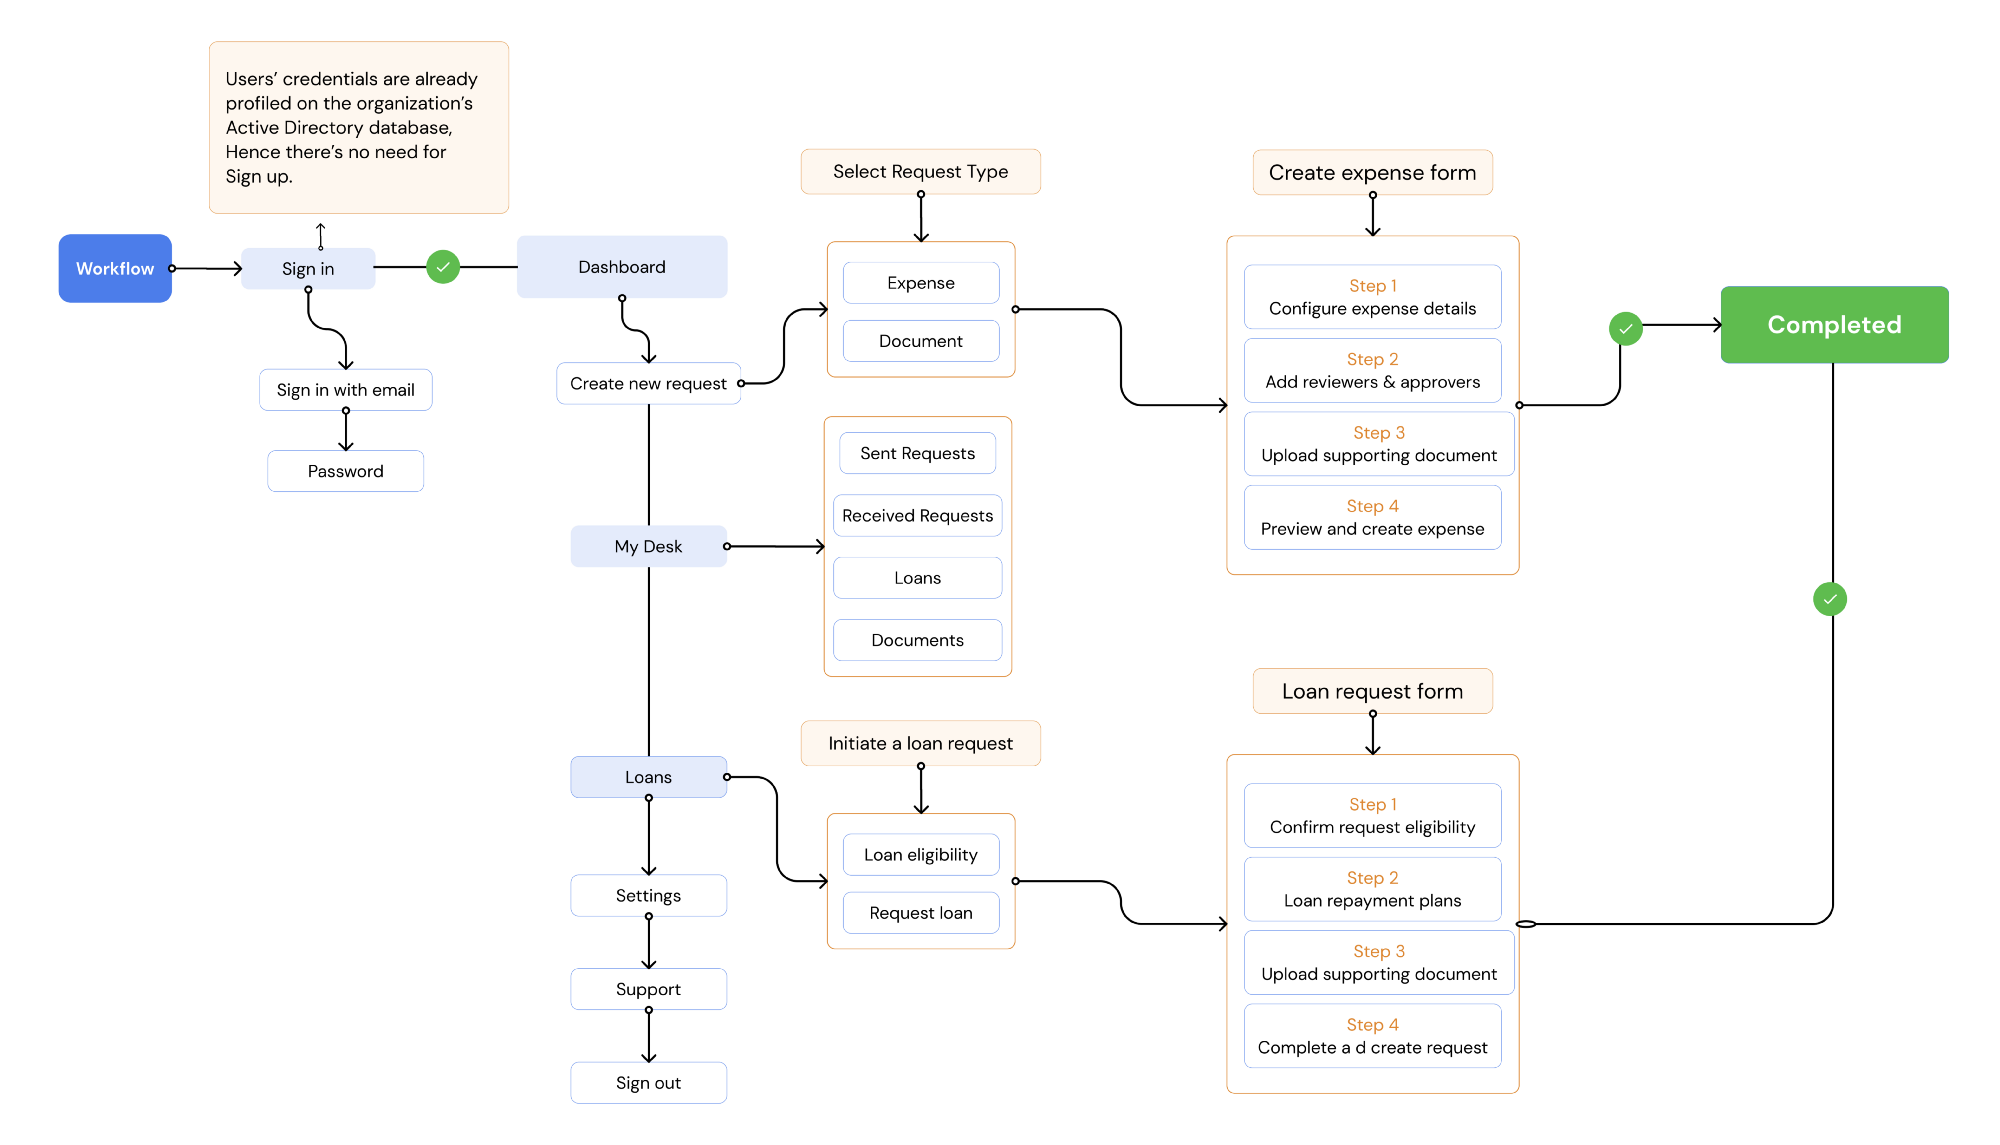 Users’ credentials are already
profiled on the organization’s
Active Directory database,
Hence there’s no need for
Sign up.
Workflow
Sign in
Sign in with email
Password
Dashboard
Create new request
My Desk
Loans
Settings
Support
Sign out
Select Request Type
Expense
Document
Sent Requests
Received Requests
Loans
Documents
Initiate a loan request
Loan eligibility
Request loan
Create expense form
Step 1
Configure expense details
Step 2
Add reviewers & approvers
Step 3
Upload supporting document
Step 4
Preview and create expense
Loan request form
Step 1
Confirm request eligibility
Step 2
Loan repayment plans
Step 3
Upload supporting document
Step 4
Complete a d create request
Completed